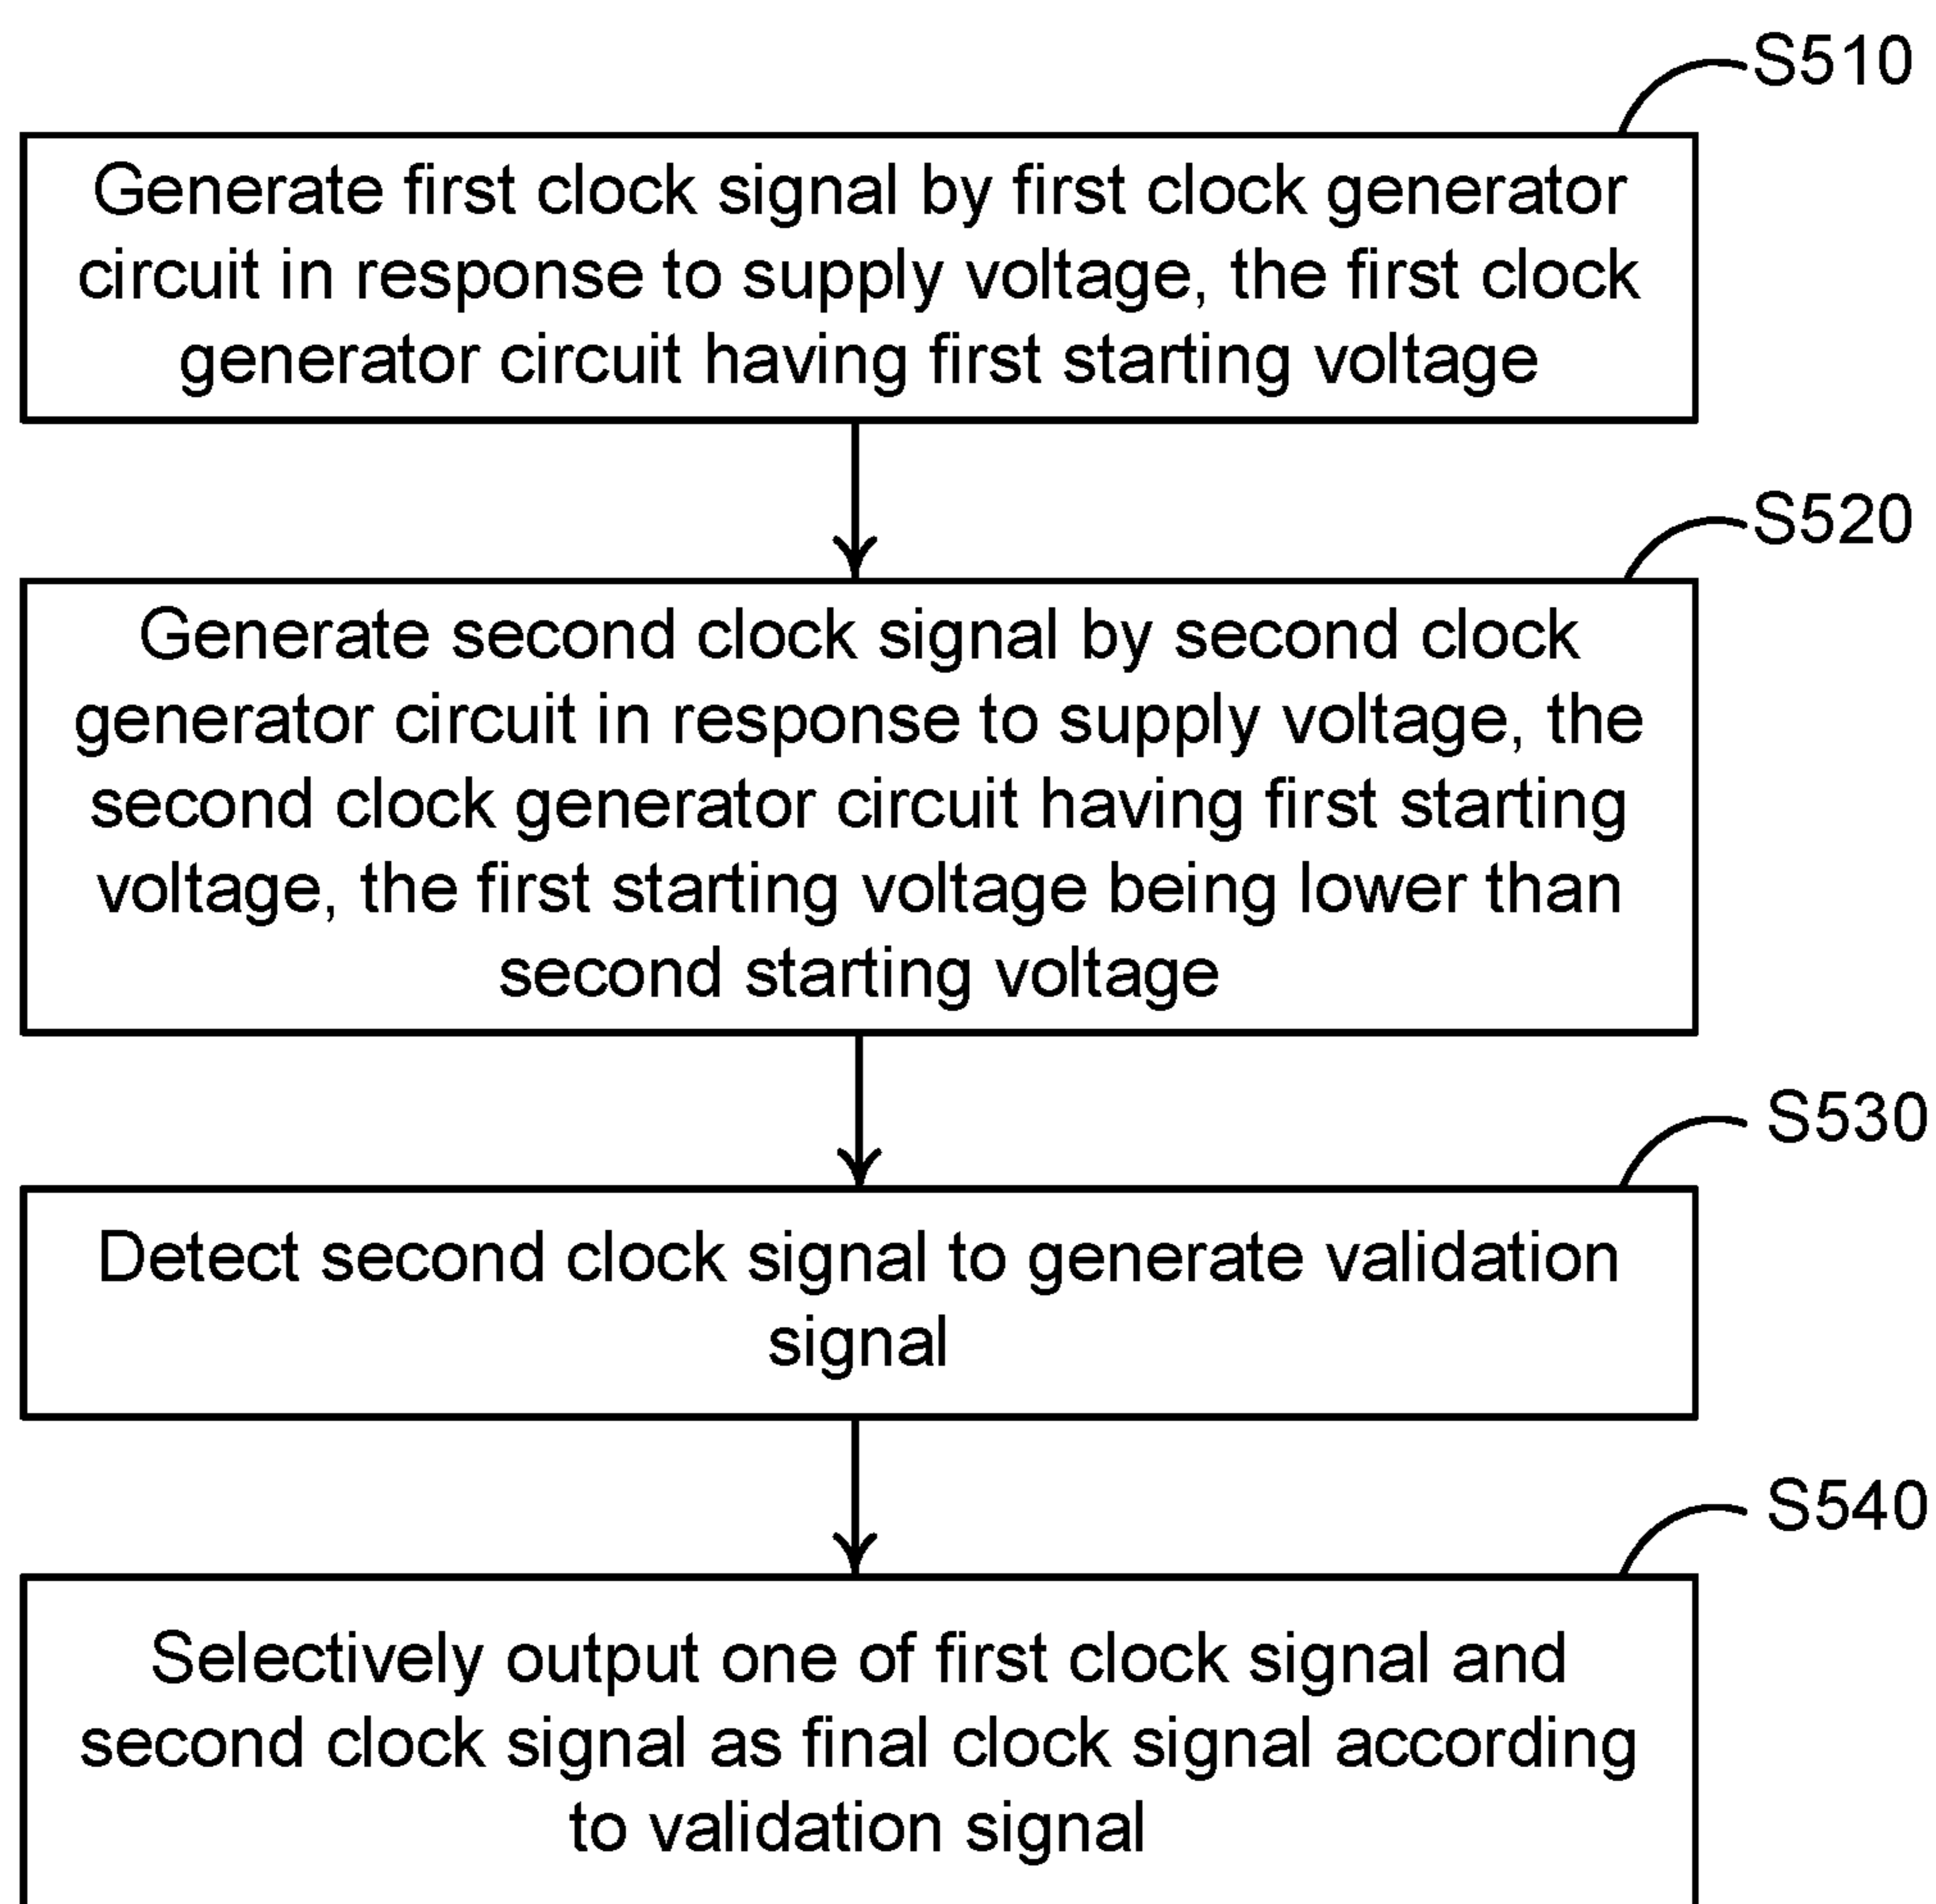 S510
Generate first clock signal by first clock generator
circuit in response to supply voltage, the first clock
generator circuit having first starting voltage
S520
Generate second clock signal by second clock
generator circuit in response to supply voltage, the
second clock generator circuit having first starting
voltage, the first starting voltage being lower than
second starting voltage
S530
Detect second clock signal to generate validation
signal
S540
Selectively output one of first clock signal and
second clock signal as final clock signal according
to validation signal